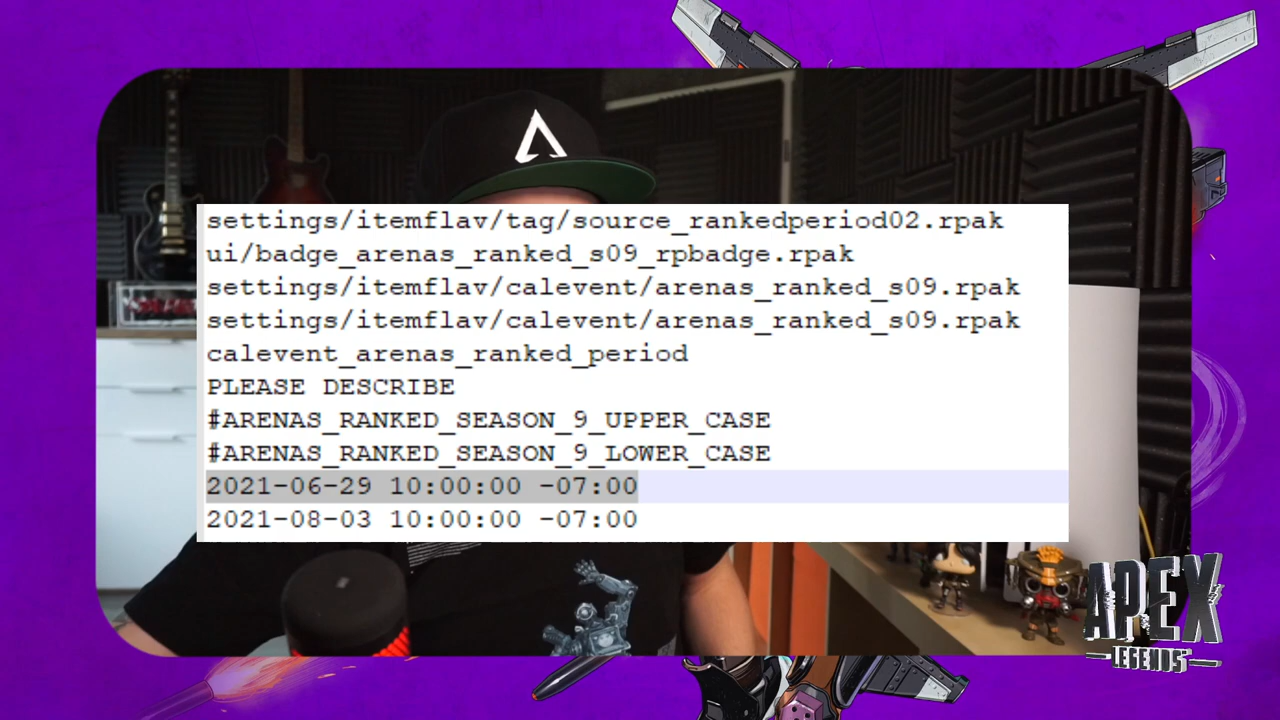 settings/itemflav/tag/source_rankedperiod02.rpak
ui/badge_arenas_ranked_s09_rpbadge.rpak
settings/itemflav/calevent/arenas_ranked_s09.rpak
settings/itemflav/calevent/arenas_ranked_s09.rpak
calevent_arenas_ranked_period
PLEASE DESCRIBE
#ARENAS_RANKED_SEASON_9_UPPER_CASE
#ARENAS_RANKED_SEASON_9_LOWER_CASE
2021-06-29 10:00:00 -07:00
2021-08-03 10:00:00 -07:00
APEX
LEGENDS